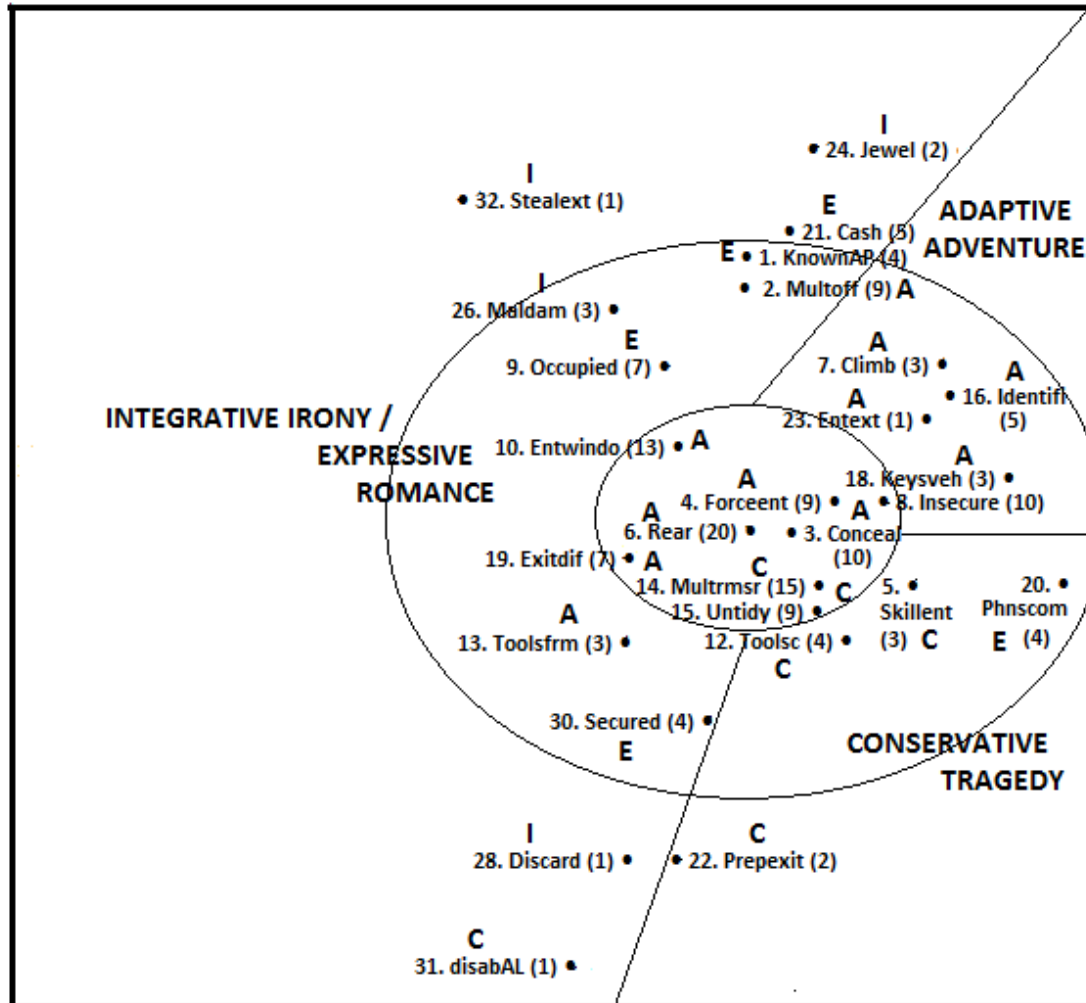 I
24. Jewel (2)
I
32. Stealext (1)
E
ADAPTIVE
ADVENTURE
21. Cash (5)
E
1. KnownAP (4)
2. Multoff (9) A
I
26. Maldam (3)
E
9. Occupied (7)
A
7. Climb (3)
A
16. Identifi
(5)
A
23. Entext (1)
INTEGRATIVE IRONY /
EXPRESSIVE
ROMANCE
10. Entwindo (13) A
A
18. Keysveh (3)
A
4. Forceent (9)
A
8. Insecure (10)
A
6. Rear (20)
3. Conceal
(10)
19. Exitdif (7) A
C
14. Multrmsr (15)
C
15. Untidy (9)
5.
Skillent
(3) C
20.
Phnscom
E (4)
A
13. Toolsfrm (3)
12. Toolsc (4)
C
30. Secured (4)
E
CONSERVATIVE
TRAGEDY
I
28. Discard (1)
C
22. Prepexit (2)
C
31. disabAL (1)